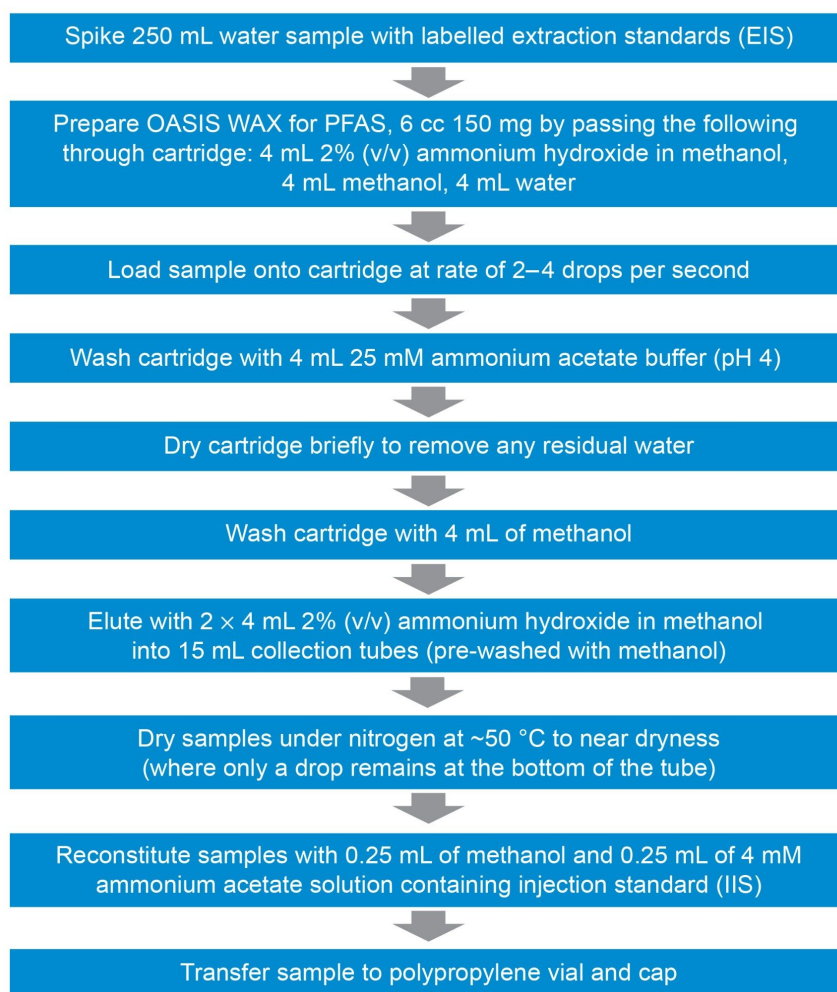 Spike 250 mL water sample with labelled extraction standards (EIS)
Prepare OASIS WAX for PFAS, 6 cc 150 mg by passing the following
through cartridge: 4 mL 2% (v/v) ammonium hydroxide in methanol,
4 mL methanol, 4 mL water
Load sample onto cartridge at rate of 2–4 drops per second
Wash cartridge with 4 mL 25 mM ammonium acetate buffer (pH 4)
Dry cartridge briefly to remove any residual water
Wash cartridge with 4 mL of methanol
Elute with 2 × 4 mL 2% (v/v) ammonium hydroxide in methanol
into 15 mL collection tubes (pre-washed with methanol)
Dry samples under nitrogen at ~50 °C to near dryness
(where only a drop remains at the bottom of the tube)
Reconstitute samples with 0.25 mL of methanol and 0.25 mL of 4 mM
ammonium acetate solution containing injection standard (IIS)
Transfer sample to polypropylene vial and cap